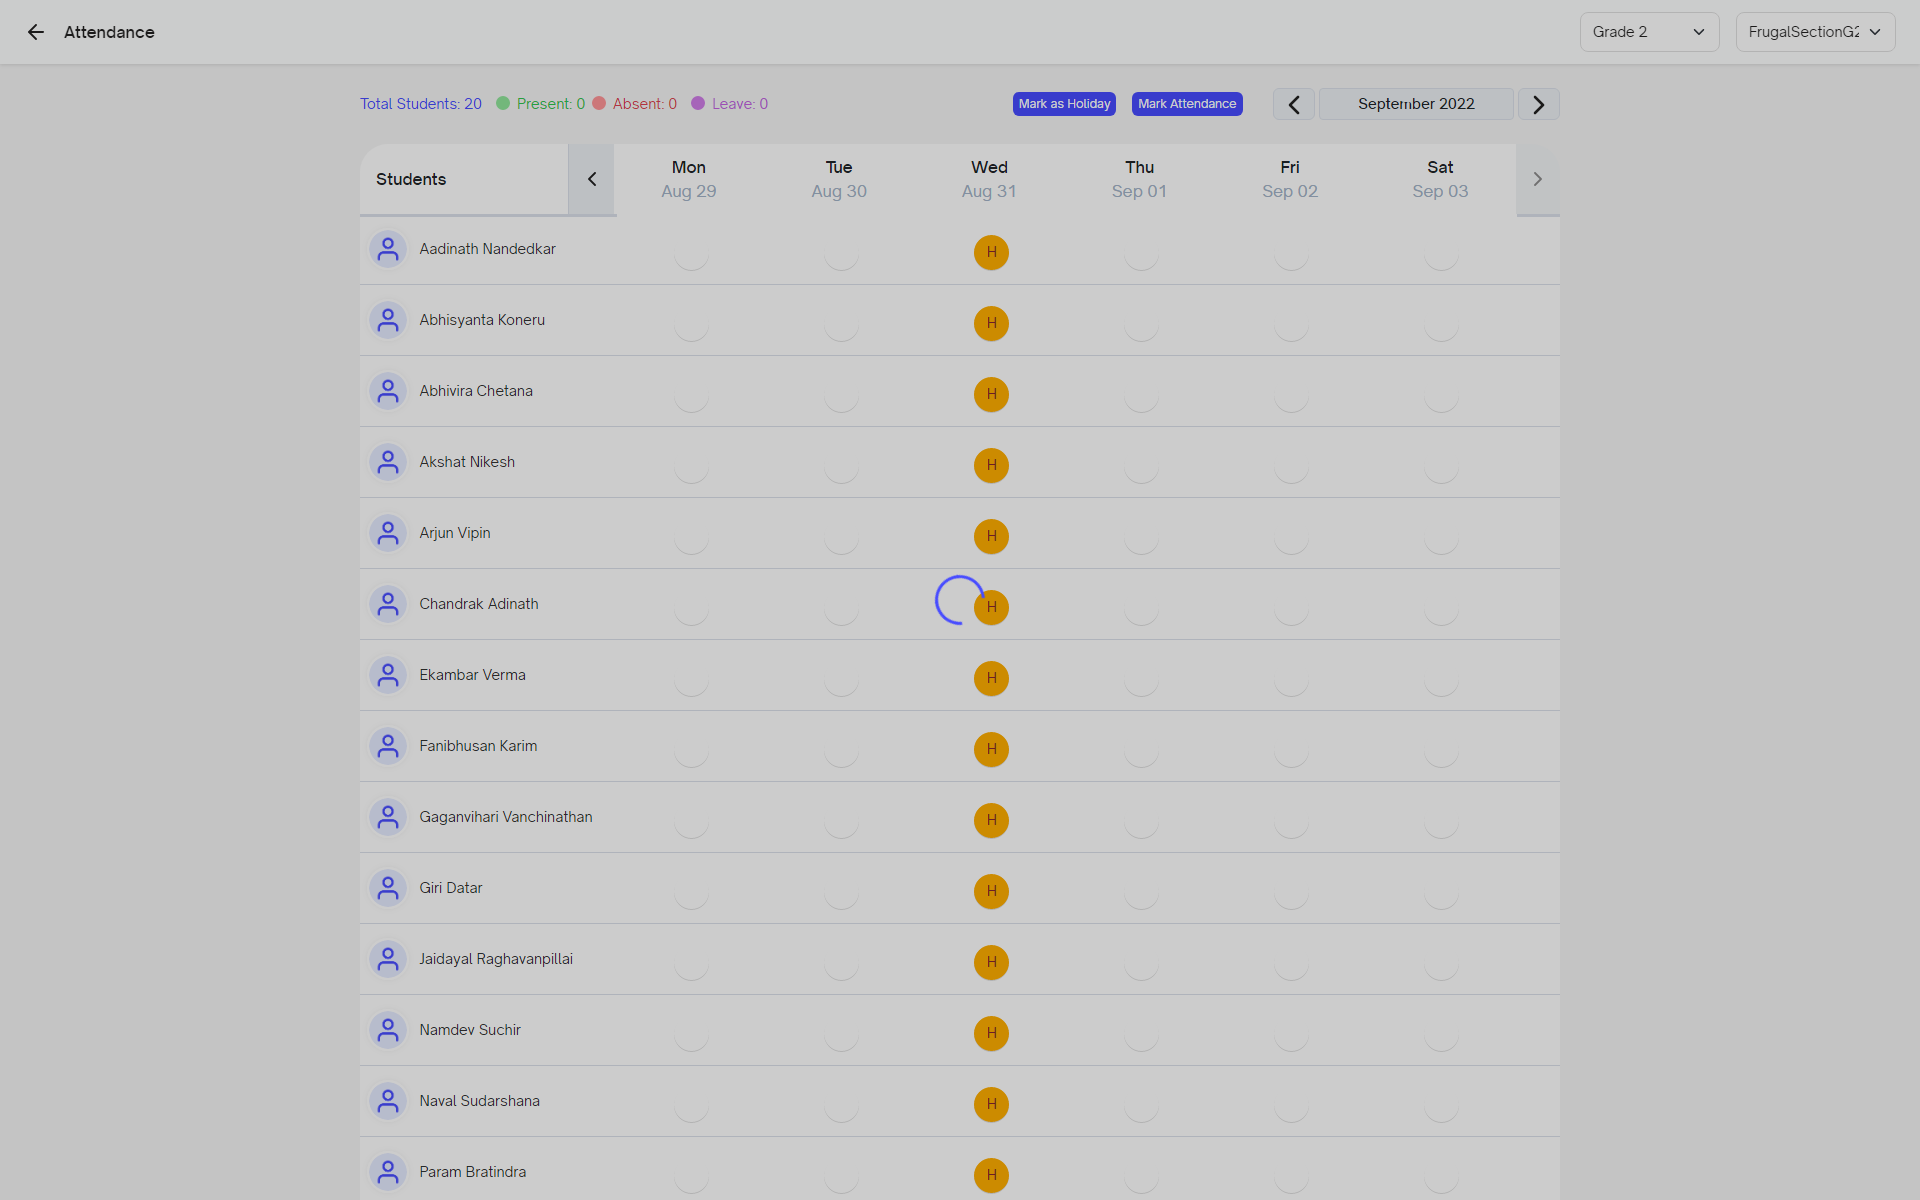 Attendance
Grade 2
FrugalSectionG2
Total Students: 20 Present: 0 Absent: 0 Leave: 0
Mark as Holiday Mark Attendance September 2022
Students Mon Tue Wed Thu Fri Sat
Aug 29 Aug 30 Aug 31 Sep 01 Sep 02 Sep 03
Aadinath Nandedkar H
Abhisyanta Koneru H
Abhivira Chetana H
Akshat Nikesh H
Arjun Vipin H
Chandrak Adinath H
Ekambar Verma H
Fanibhusan Karim H
Gaganvihari Vanchinathan H
Giri Datar H
Jaidayal Raghavanpillai H
Namdev Suchir H
Naval Sudarshana H
Param Bratindra H